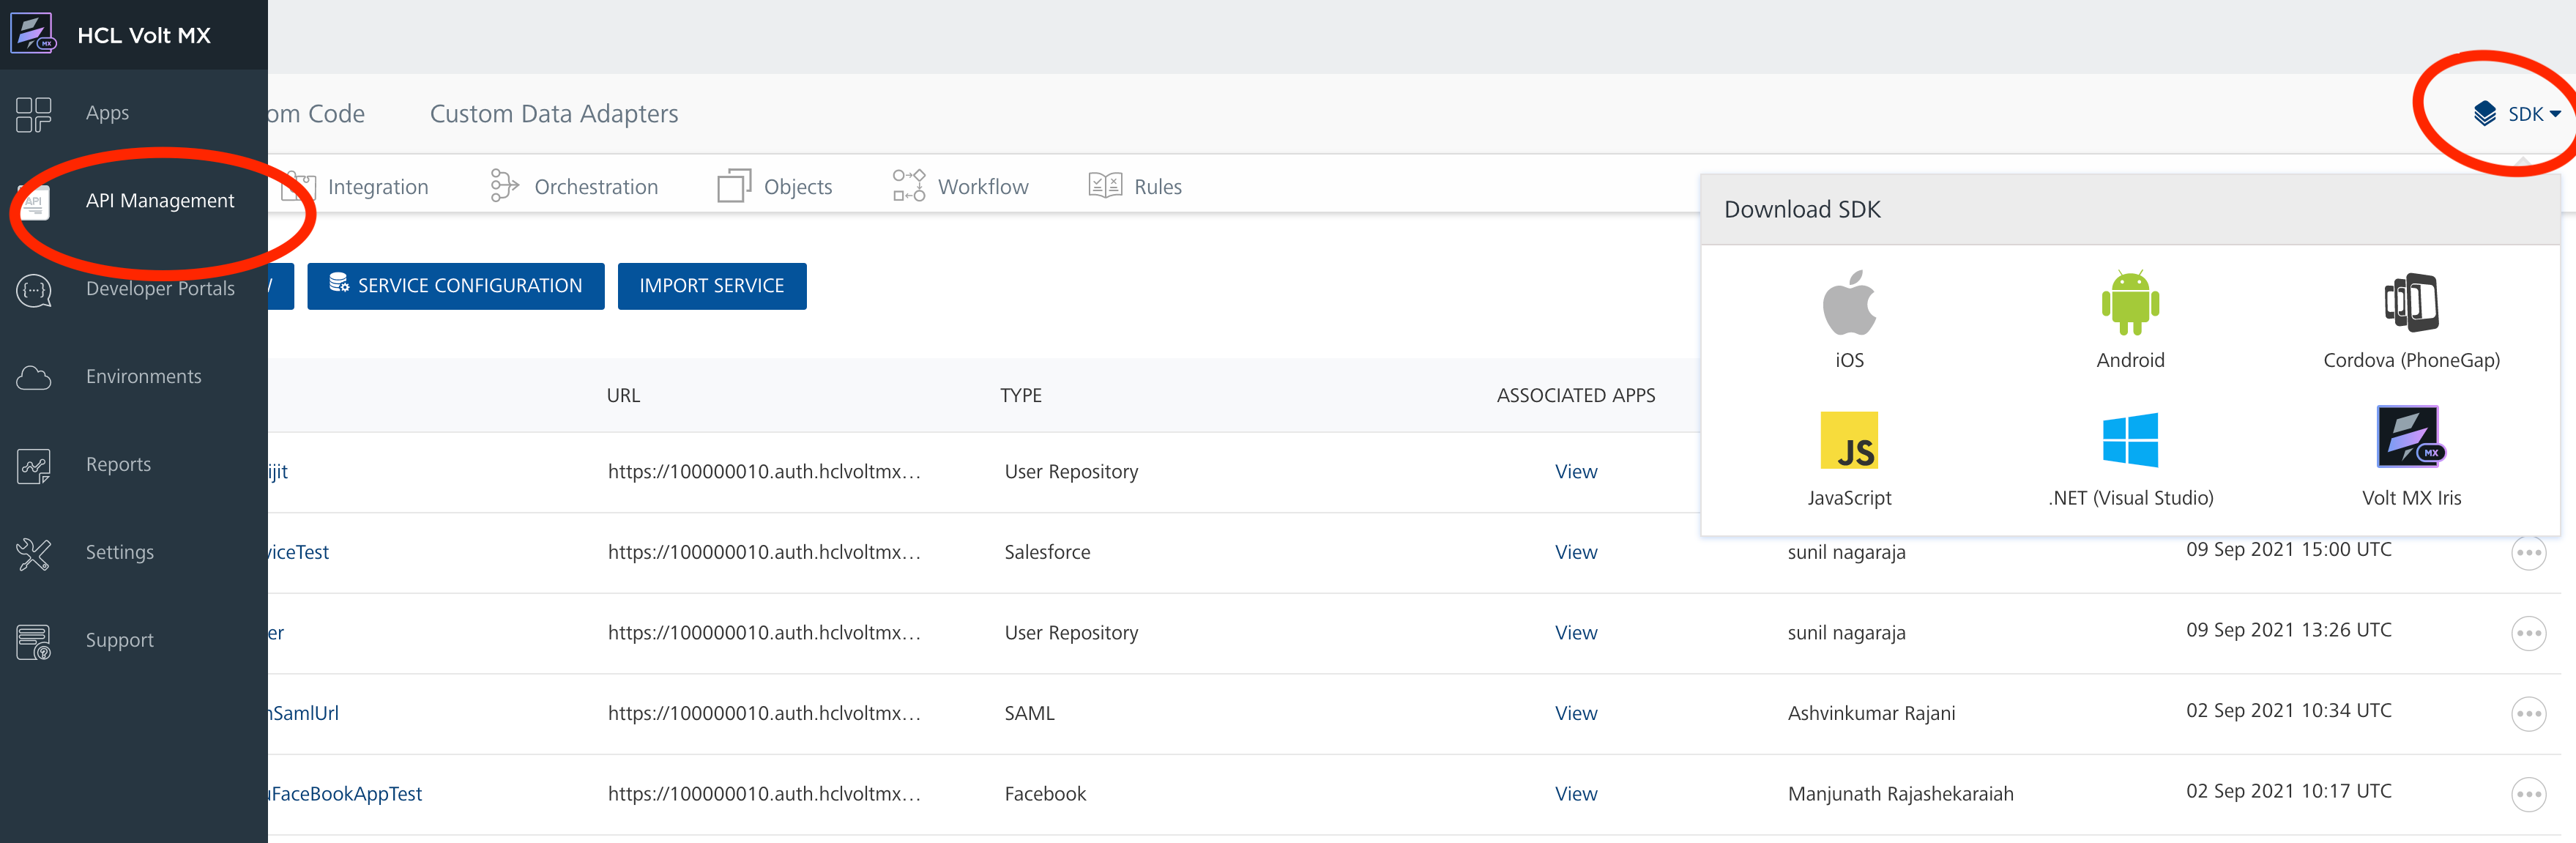 HCL Volt MX
Apps
API Management
Developer Portals
Environments
Reports
Settings
Support
om Code Custom Data Adapters
SDK
Integration Orchestration Objects Workflow Rules
SERVICE CONFIGURATION IMPORT SERVICE
Download SDK
iOS Android Cordova (PhoneGap)
JS MX
JavaScript .NET (Visual Studio) Volt MX Iris
URL TYPE ASSOCIATED APPS
ijit https://100000010.auth.hclvoltmx... User Repository View
viceTest https://100000010.auth.hclvoltmx... Salesforce View sunil nagaraja 09 Sep 2021 15:00 UTC
er https://100000010.auth.hclvoltmx... User Repository View sunil nagaraja 09 Sep 2021 13:26 UTC
nSamlUrl https://100000010.auth.hclvoltmx... SAML View Ashvinkumar Rajani 02 Sep 2021 10:34 UTC
uFaceBookAppTest https://100000010.auth.hclvoltmx... Facebook View Manjunath Rajashekaraiah 02 Sep 2021 10:17 UTC